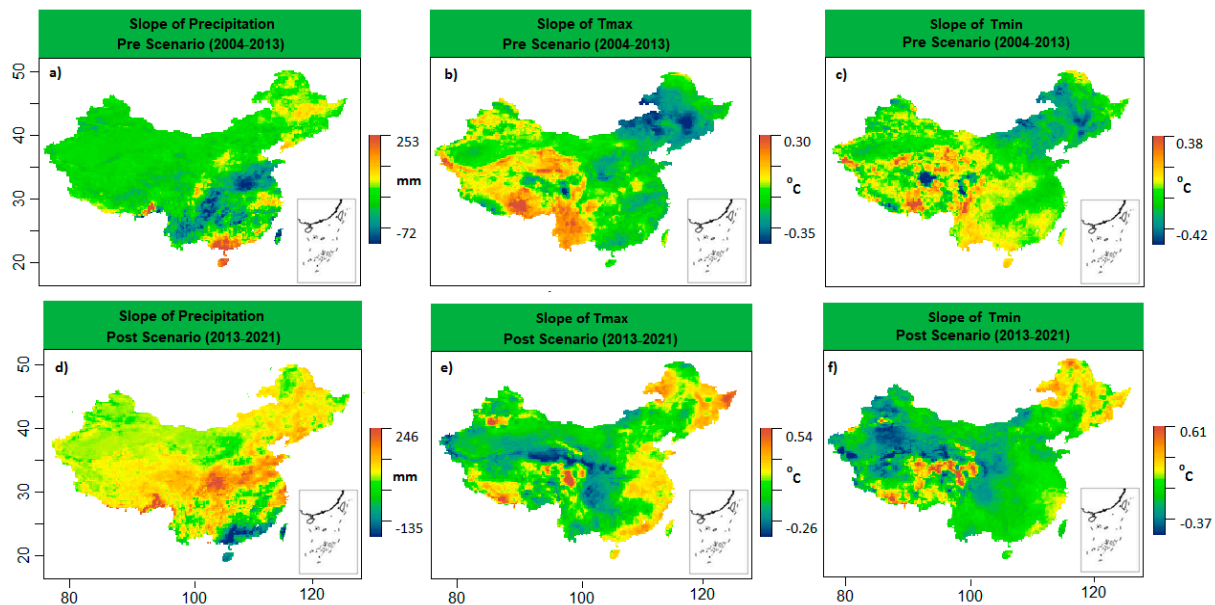 Slope of Precipitation
Pre Scenario (2004-2013)
Slope of Tmax
Pre Scenario (2004-2013)
Slope of Tmin
Pre Scenario (2004-2013)
a)
b)
c)
50
40
30
20
253
mm
-72
0.30
°C
-0.35
0.38
°C
-0.42
Slope of Precipitation
Post Scenario (2013-2021)
Slope of Tmax
Post Scenario (2013-2021)
Slope of Tmin
Post Scenario (2013-2021)
d)
e)
f)
50
40
30
20
246
mm
-135
0.54
°C
-0.26
0.61
°C
-0.37
80
100
120
80
100
120
80
100
120